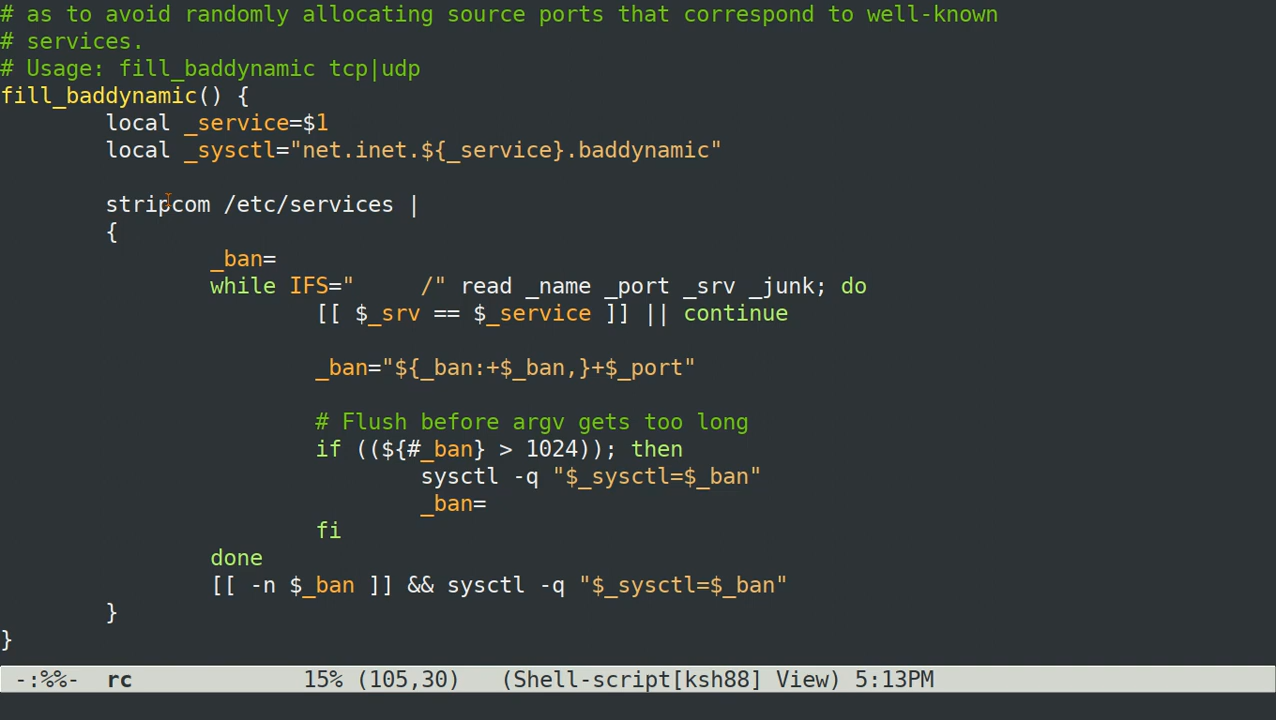 # as to avoid randomly allocating source ports that correspond to well-known
# services.
# Usage: fill_baddynamic tcp|udp
fill_baddynamic() {
        local _service=$1
        local _sysctl="net.inet.${_service}.baddynamic"

        stripcom /etc/services |
        {
                _ban=
                while IFS="     /" read _name _port _srv _junk; do
                        [[ $_srv == $_service ]] || continue

                        _ban="${_ban:+$_ban,}+$_port"

                        # Flush before argv gets too long
                        if ((${#_ban} > 1024)); then
                                sysctl -q "$_sysctl=$_ban"
                                _ban=
                        fi
                done
                [[ -n $_ban ]] && sysctl -q "$_sysctl=$_ban"
        }
}
-:%%-  rc             15% (105,30)   (Shell-script[ksh88] View) 5:13PM